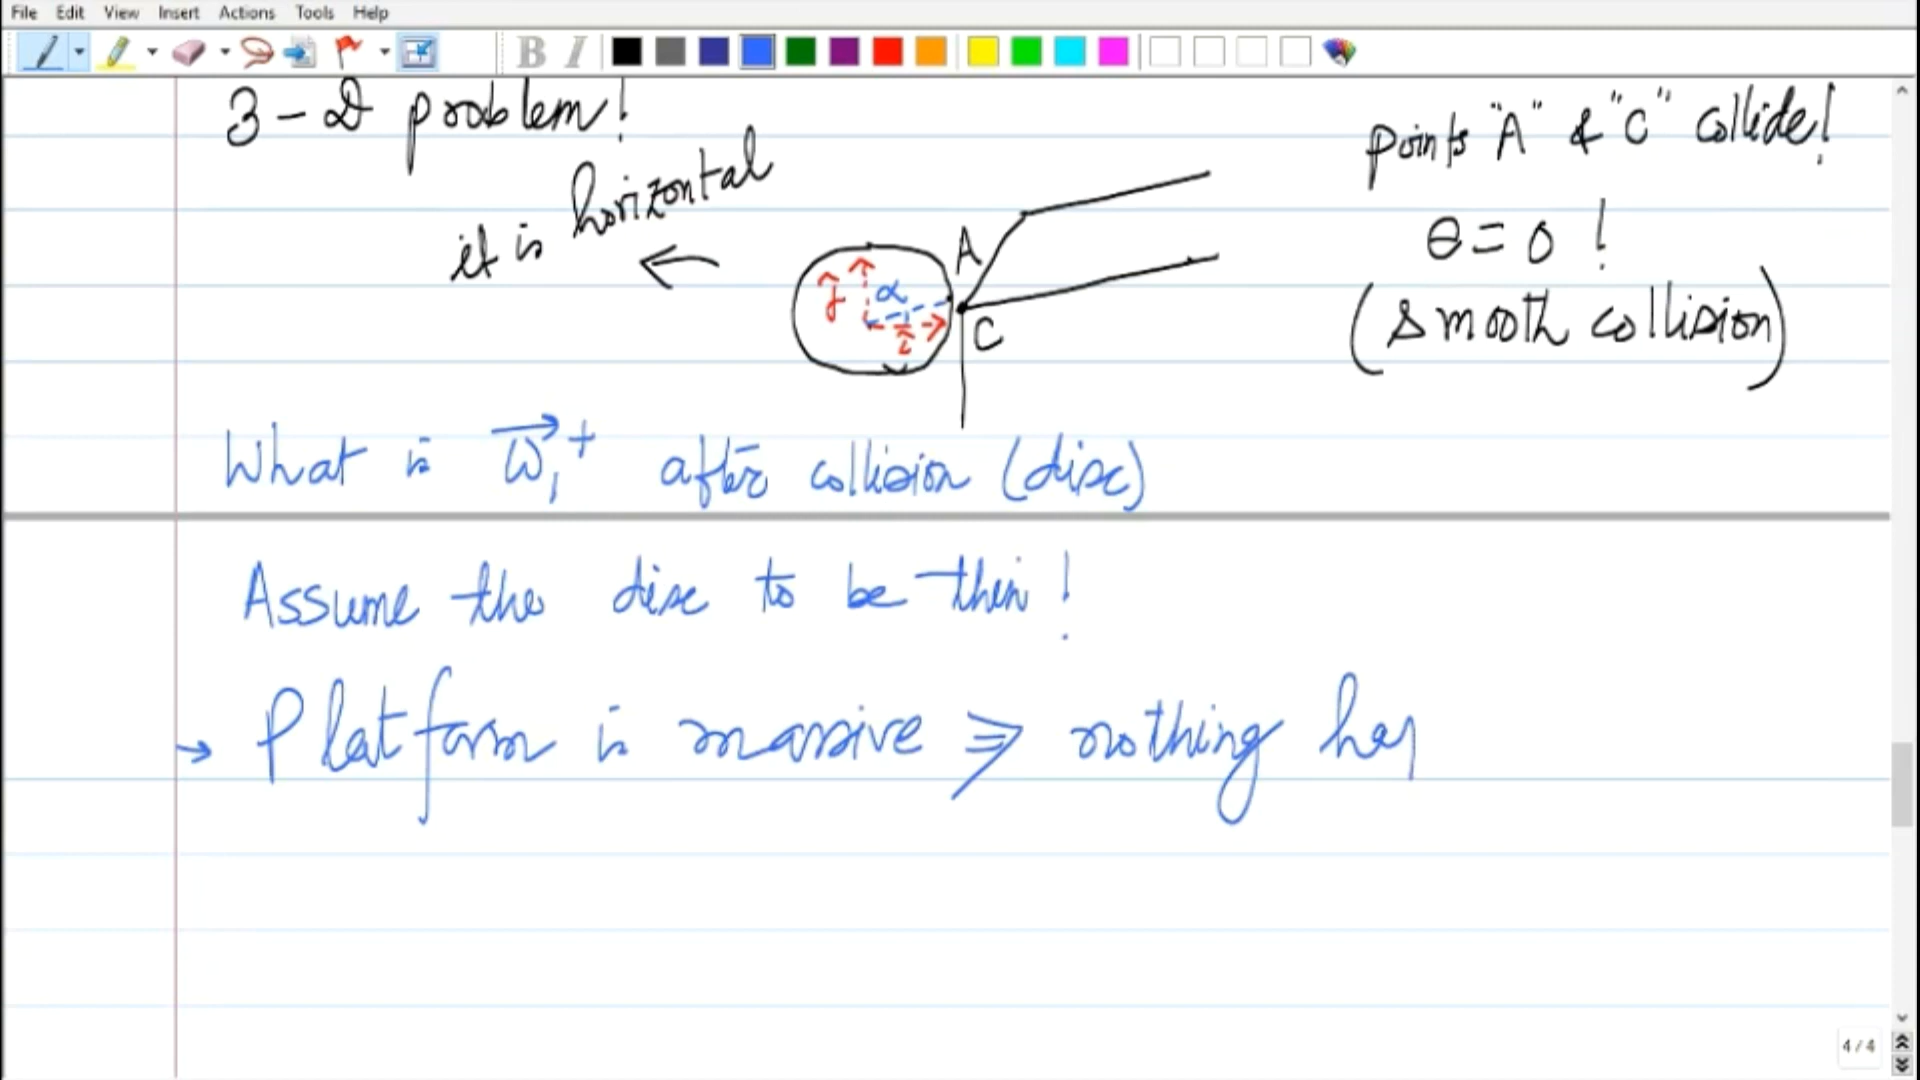 File Edit View Insert Actions Tools Help
B I
3-D problem!
it is horizontal
Points "A" & "C" collide!
θ = 0 !
(smooth collision)
A
ĵ α
î
C
What is ω₁⁺ after collision (disc)
Assume the disc to be thin!
→ Platform is massive ⇒ nothing hap
4 / 4